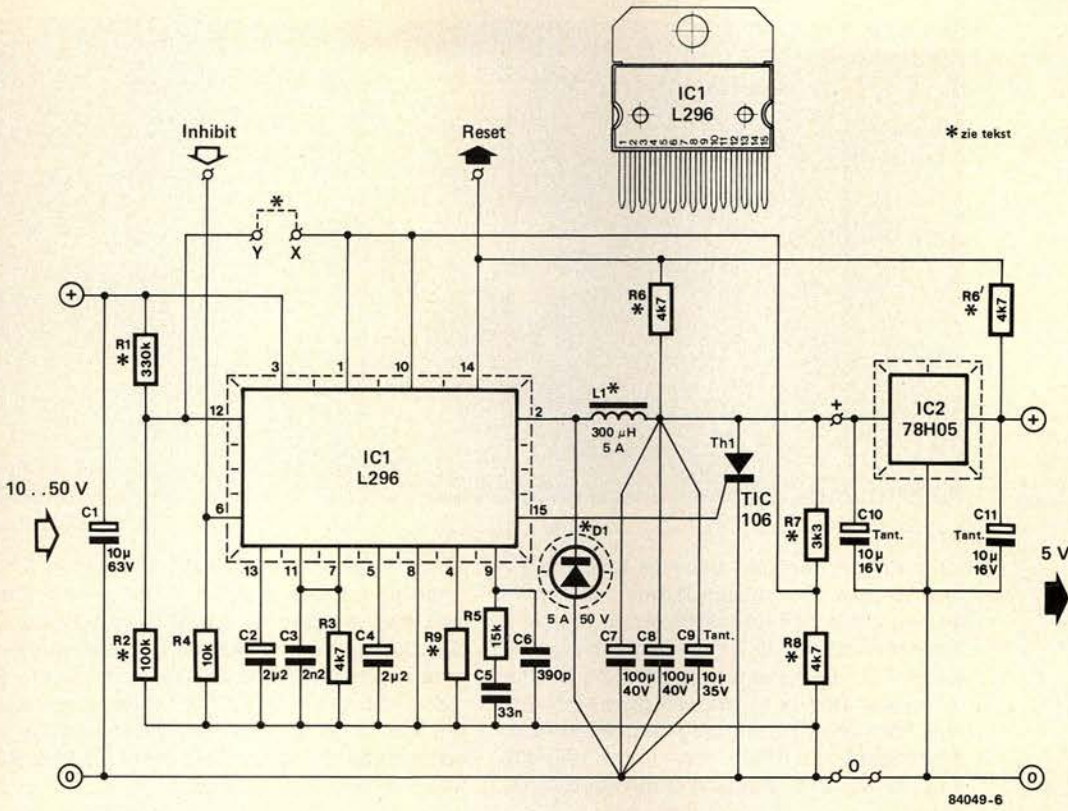 IC1
L296
1 2 3 4 5 6 7 8 9 10 11 12 13 14 15
* zie tekst
Inhibit
Reset
*
Y X
+
R1
*
330k
3
1
10
14
R6
*
4k7
R6'
*
4k7
12
IC1
L296
2
L1*
300 µH
5 A
+
IC2
78H05
+
Th1
TIC
106
10 . . 50 V
C1
10µ
63V
6
15
*D1
5 A 50 V
R7
*
3k3
C10
Tant.
10µ
16V
C11
Tant.
10µ
16V
5 V
13
11
7
5
8
4
9
R2
*
100k
R4
10k
C2
2µ2
C3
2n2
R3
4k7
C4
2µ2
R9
*
R5
15k
C5
33n
C6
390p
C7
100µ
40V
C8
100µ
40V
C9
Tant.
10µ
35V
R8
*
4k7
0
0
0
84049-6